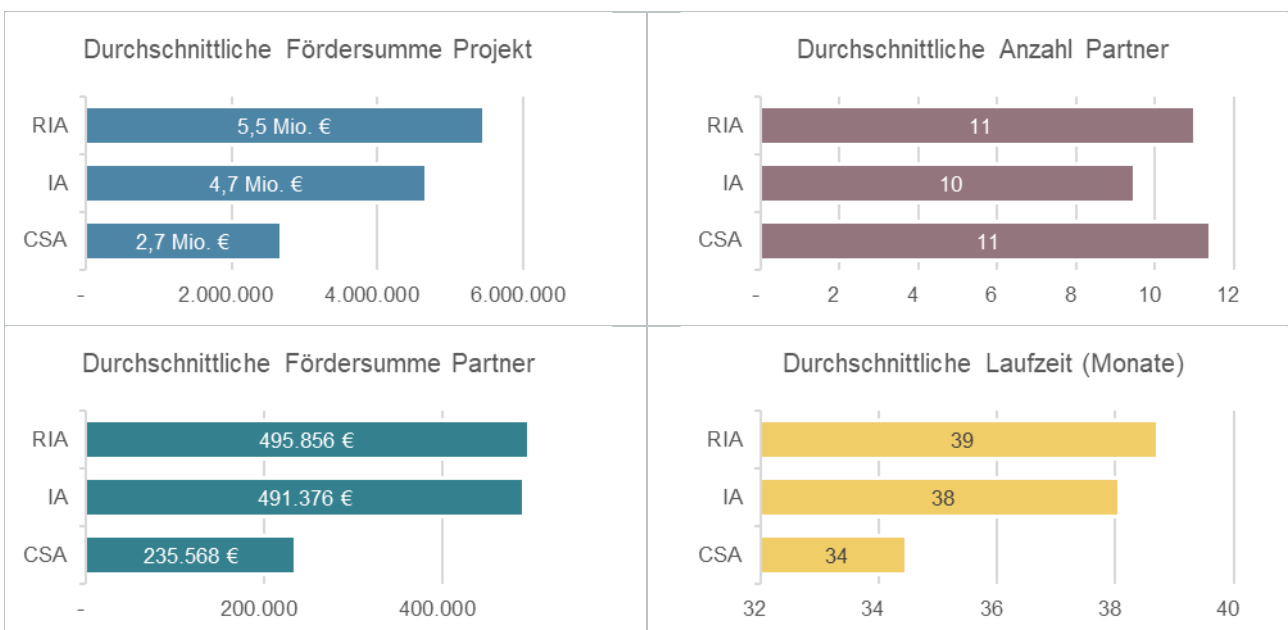 Durchschnittliche Fördersumme Projekt
RIA 5,5 Mio. €
IA 4,7 Mio. €
CSA 2,7 Mio. €
- 2.000.000 4.000.000 6.000.000
Durchschnittliche Anzahl Partner
RIA 11
IA 10
CSA 11
- 2 4 6 8 10 12
Durchschnittliche Fördersumme Partner
RIA 495.856 €
IA 491.376 €
CSA 235.568 €
- 200.000 400.000
Durchschnittliche Laufzeit (Monate)
RIA 39
IA 38
CSA 34
32 34 36 38 40